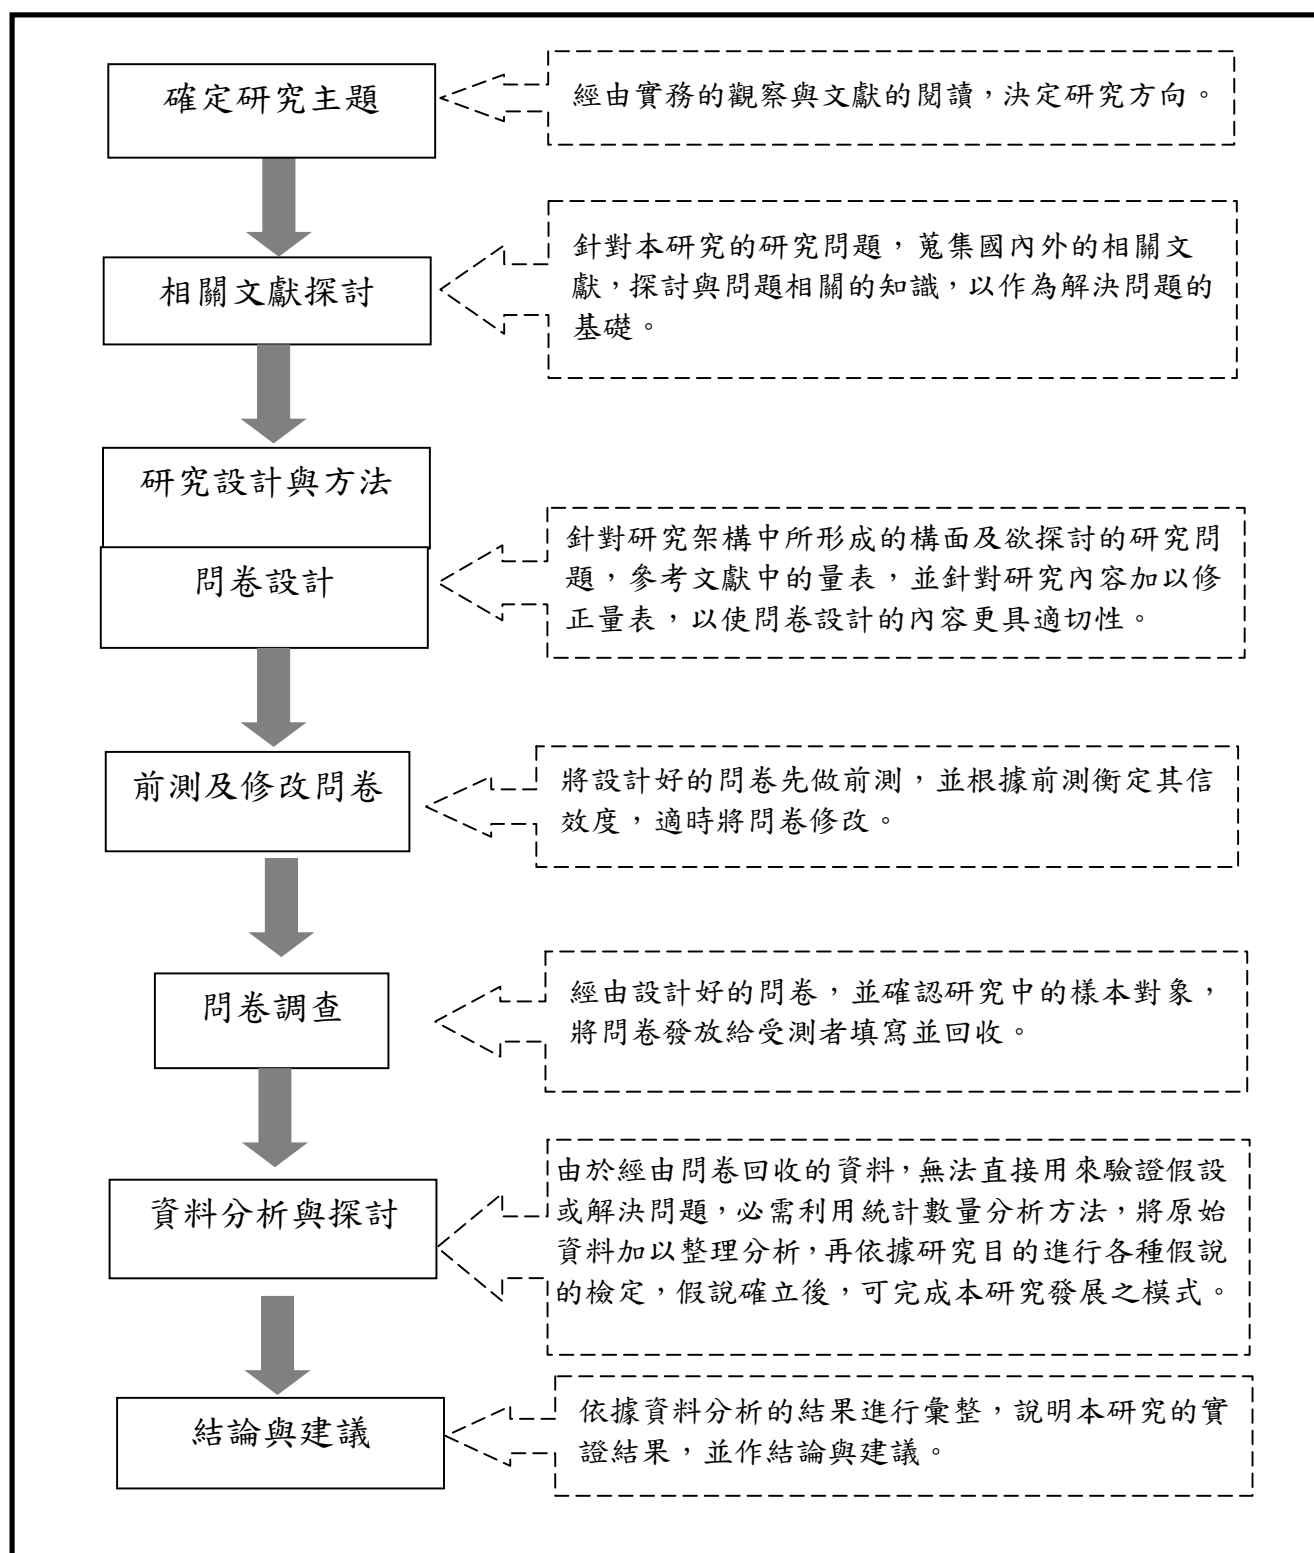 確定研究主題
經由實務的觀察與文獻的閱讀,決定研究方向。
相關文獻探討
針對本研究的研究問題,蒐集國內外的相關文
獻,探討與問題相關的知識,以作為解決問題的
基礎。
研究設計與方法
問卷設計
針對研究架構中所形成的構面及欲探討的研究問
題,參考文獻中的量表,並針對研究內容加以修
正量表,以使問卷設計的內容更具適切性。
前測及修改問卷
將設計好的問卷先做前測,並根據前測衡定其信
效度,適時將問卷修改。
問卷調查
經由設計好的問卷,並確認研究中的樣本對象,
將問卷發放給受測者填寫並回收。
資料分析與探討
由於經由問卷回收的資料,無法直接用來驗證假設
或解決問題,必需利用統計數量分析方法,將原始
資料加以整理分析,再依據研究目的進行各種假說
的檢定,假說確立後,可完成本研究發展之模式。
結論與建議
依據資料分析的結果進行彙整,說明本研究的實
證結果,並作結論與建議。